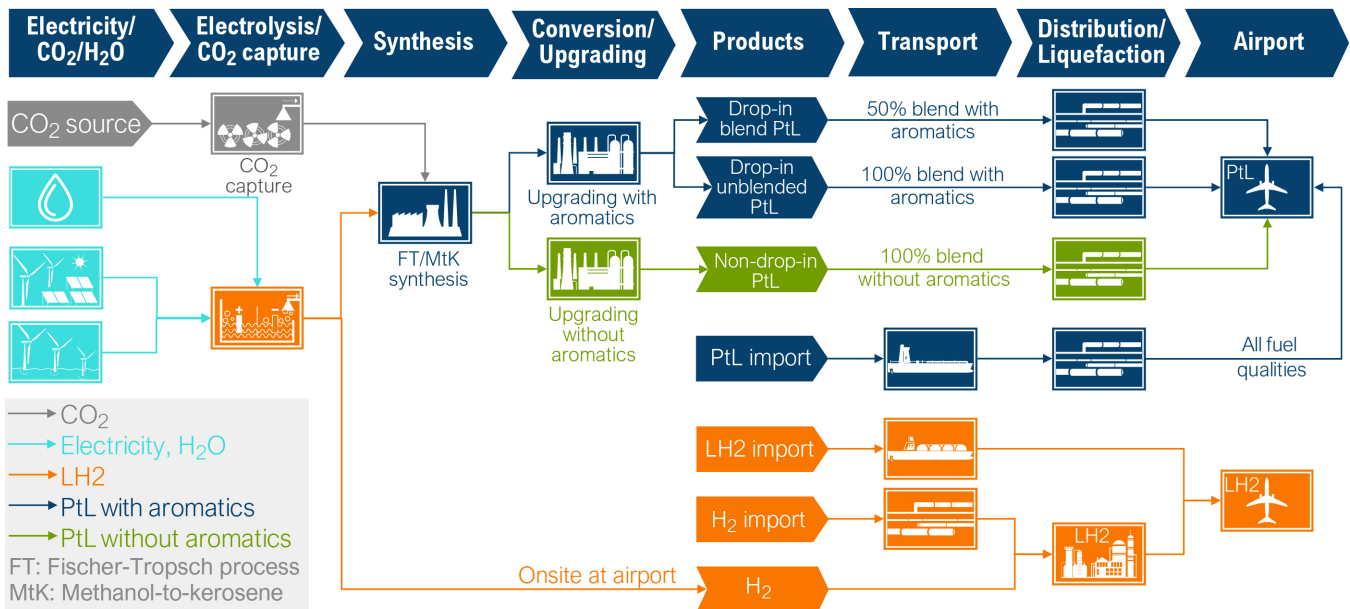 Electricity/
CO₂/H₂O
Electrolysis/
CO₂ capture
Synthesis
Conversion/
Upgrading
Products
Transport
Distribution/
Liquefaction
Airport
CO₂ source
CO₂
capture
FT/MtK
synthesis
Upgrading with
aromatics
Upgrading
without
aromatics
Drop-in
blend PtL
50% blend with
aromatics
Drop-in
unblended
PtL
100% blend with
aromatics
PtL
Non-drop-in
PtL
100% blend
without aromatics
PtL import
All fuel
qualities
LH2 import
LH2
H₂ import
LH2
Onsite at airport
H₂
CO₂
Electricity, H₂O
LH2
PtL with aromatics
PtL without aromatics
FT: Fischer-Tropsch process
MtK: Methanol-to-kerosene